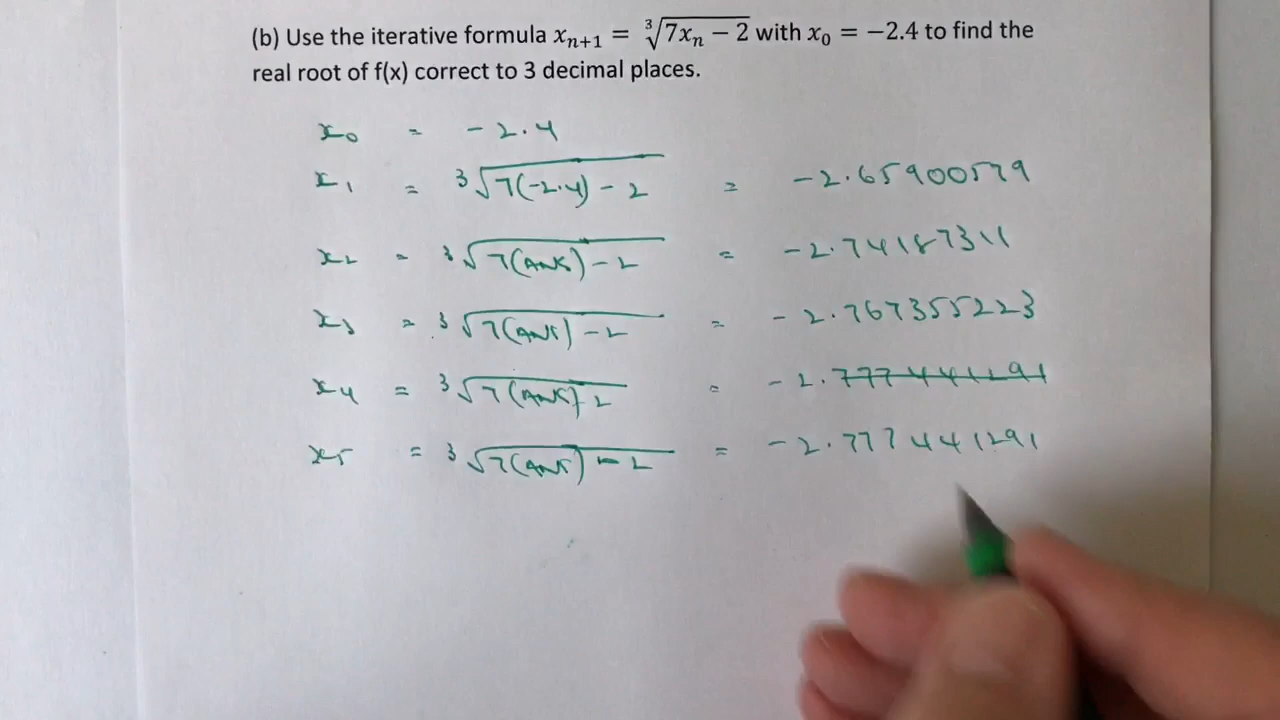 (b) Use the iterative formula xₙ₊₁ = ∛(7xₙ − 2) with x₀ = −2.4 to find the
real root of f(x) correct to 3 decimal places.
x₀ = −2.4
x₁ = ∛(7(−2.4) − 2) = −2.65900579
x₂ = ∛(7(ANS) − 2) = −2.74187311
x₃ = ∛(7(ANS) − 2) = −2.767355223
x₄ = ∛(7(ANS) − 2) = −2.777441291
x₅ = ∛(7(ANS) − 2) = −2.777441291